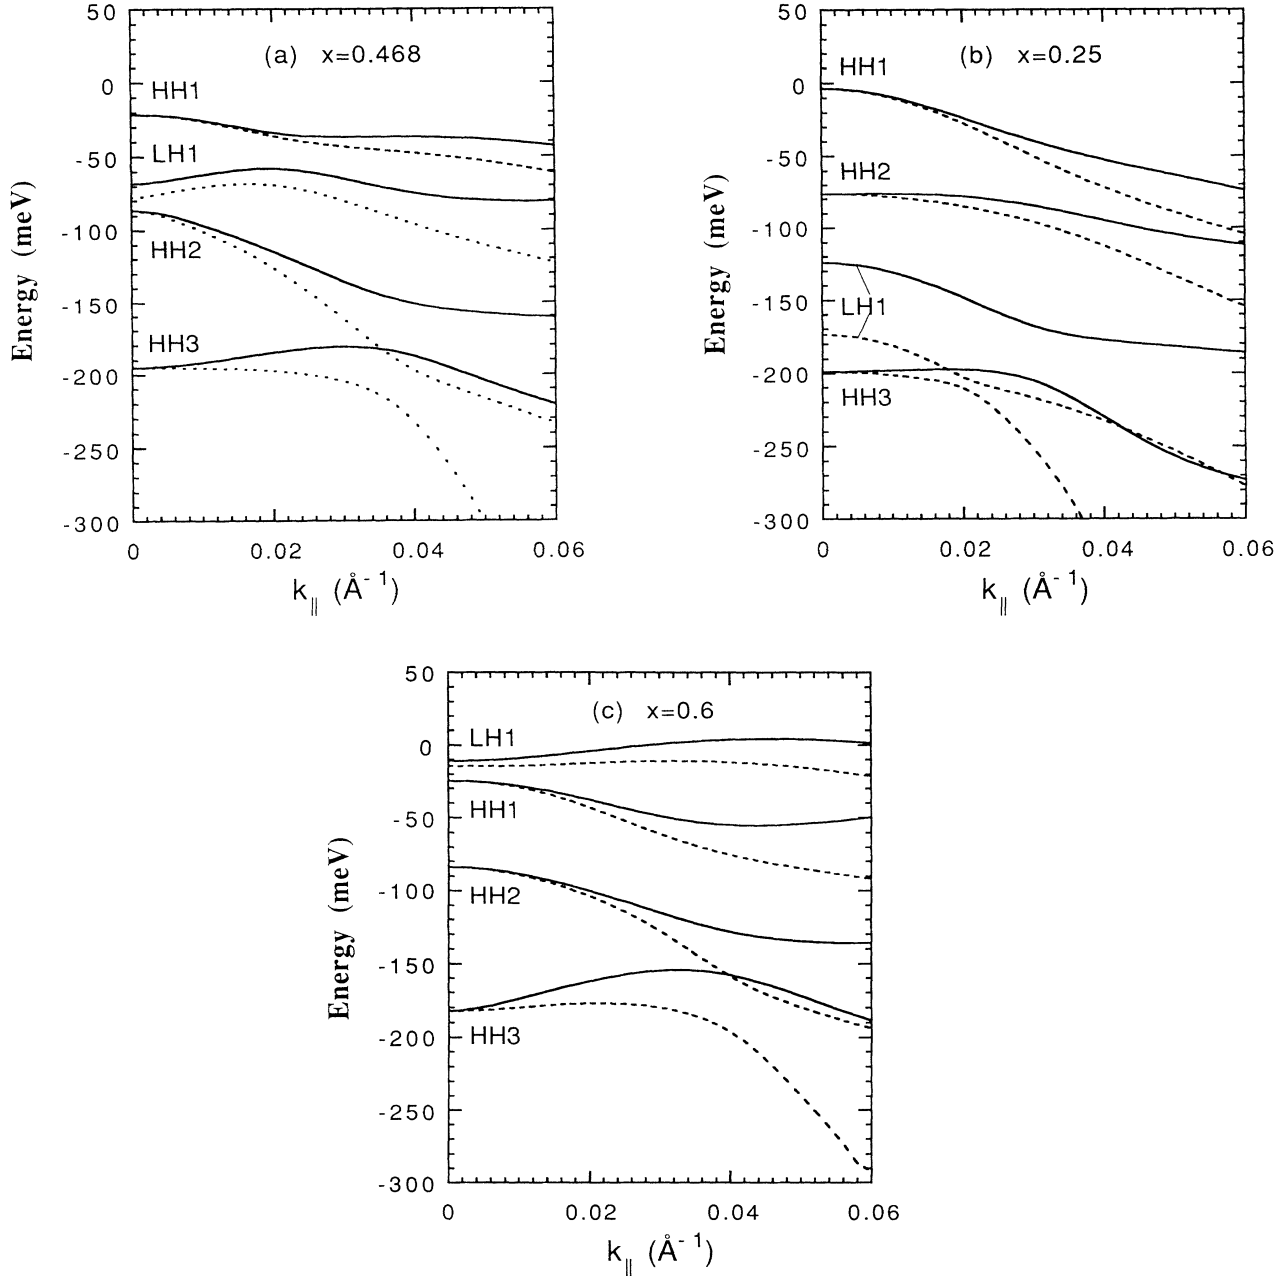 50
(a) x=0.468
0
HH1
-50
LH1
-100
HH2
-150
HH3
-200
-250
-300
0
0.02
0.04
0.06
Energy (meV)
k∥ (Å-1)
50
(b) x=0.25
0
HH1
-50
HH2
-100
-150
LH1
-200
HH3
-250
-300
0
0.02
0.04
0.06
Energy (meV)
k∥ (Å-1)
50
(c) x=0.6
0
LH1
-50
HH1
-100
HH2
-150
-200
HH3
-250
-300
0
0.02
0.04
0.06
Energy (meV)
k∥ (Å-1)